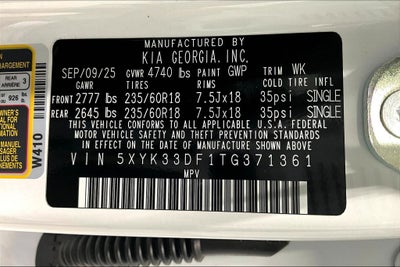 MANUFACTURED BY
KIA GEORGIA, INC.
SEP/09/25 GVWR 4740 lbs PAINT GWP TRIM WK
GAWR TIRES RIMS COLD TIRE INFL
FRONT 2777 lbs 235/60R18 7.5Jx18 35psi SINGLE
REAR 2645 lbs 235/60R18 7.5Jx18 35psi SINGLE
THIS VEHICLE CONFORMS TO ALL APPLICABLE U.S.FEDERAL
MOTOR VEHICLE SAFETY AND THEFT PREVENTION STANDARDS
IN EFFECT ON THE DATE OF MANUFACTURE SHOWN ABOVE
VIN 5XYK33DF1TG371361
MPV
W410
REAR
ARRIÈRE 3